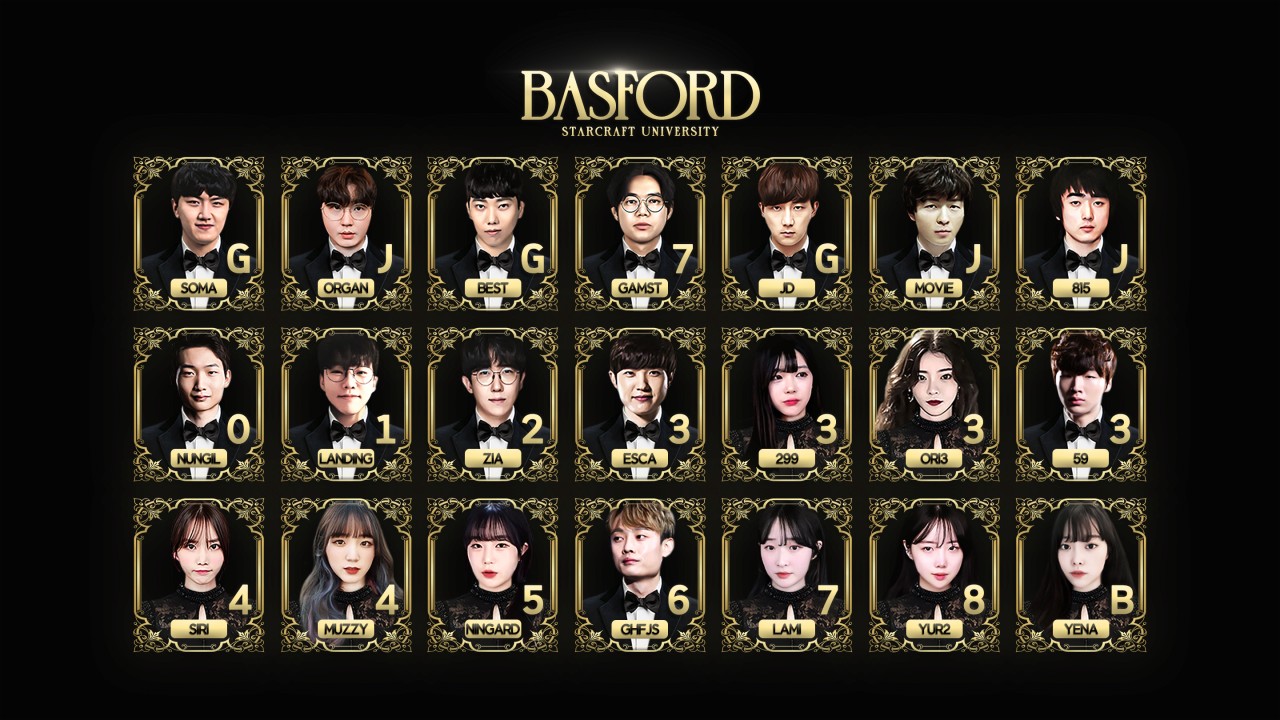 BASFORD
STARCRAFT UNIVERSITY
G J G 7 G J J
SOMA ORGAN BEST GAMST JD MOVIE 815
0 1 2 3 3 3 3
NUNGIL LANDING ZIA ESCA 299 ORI3 59
4 4 5 6 7 8 B
SIRI MUZZY NINGARD GHFJS LAMI YUR2 YENA